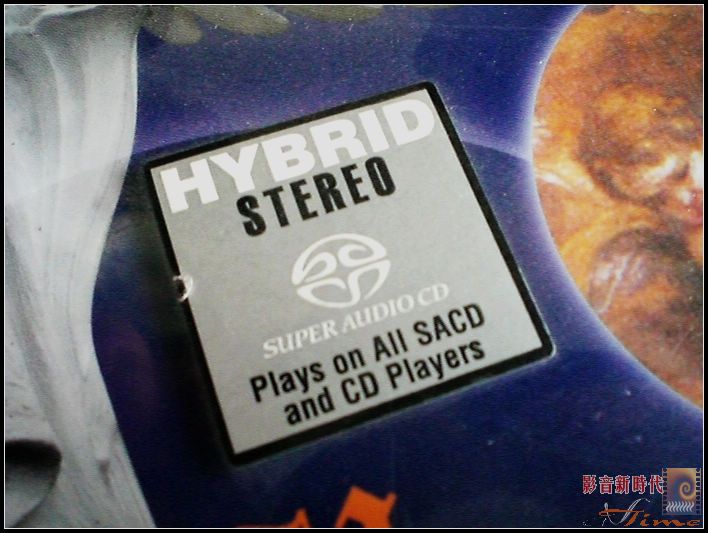 HYBRID
STEREO
SUPER AUDIO CD
Plays on All SACD
and CD Players
影音新時代
Time